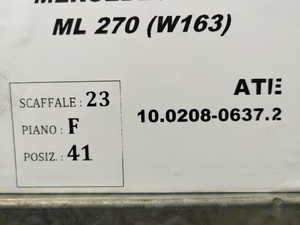 ML 270 (W163)
ATE
10.0208-0637.2
SCAFFALE : 23
PIANO : F
POSIZ. : 41